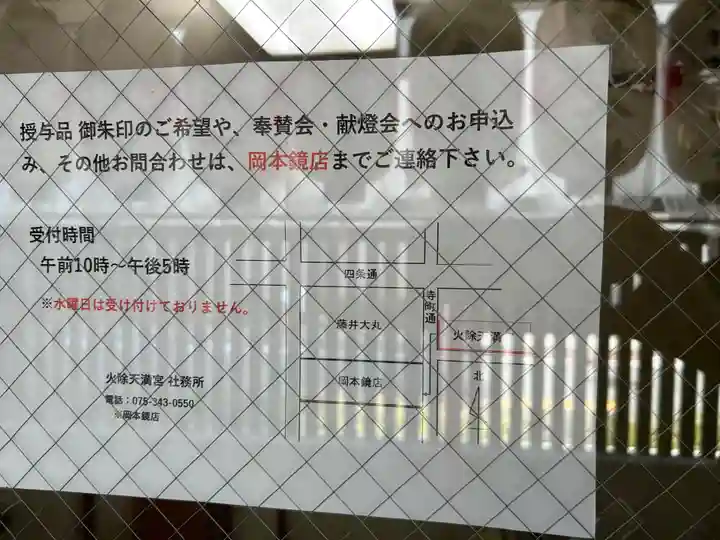 授与品 御朱印のご希望や、奉賛会・献燈会へのお申込
み、その他お問合わせは、岡本鏡店までご連絡下さい。
受付時間
午前10時～午後5時
※水曜日は受け付けておりません。
火除天満宮 社務所
電話：075-343-0550
※岡本鏡店
四条通
寺町通
藤井大丸
火除天満
岡本鏡店
北